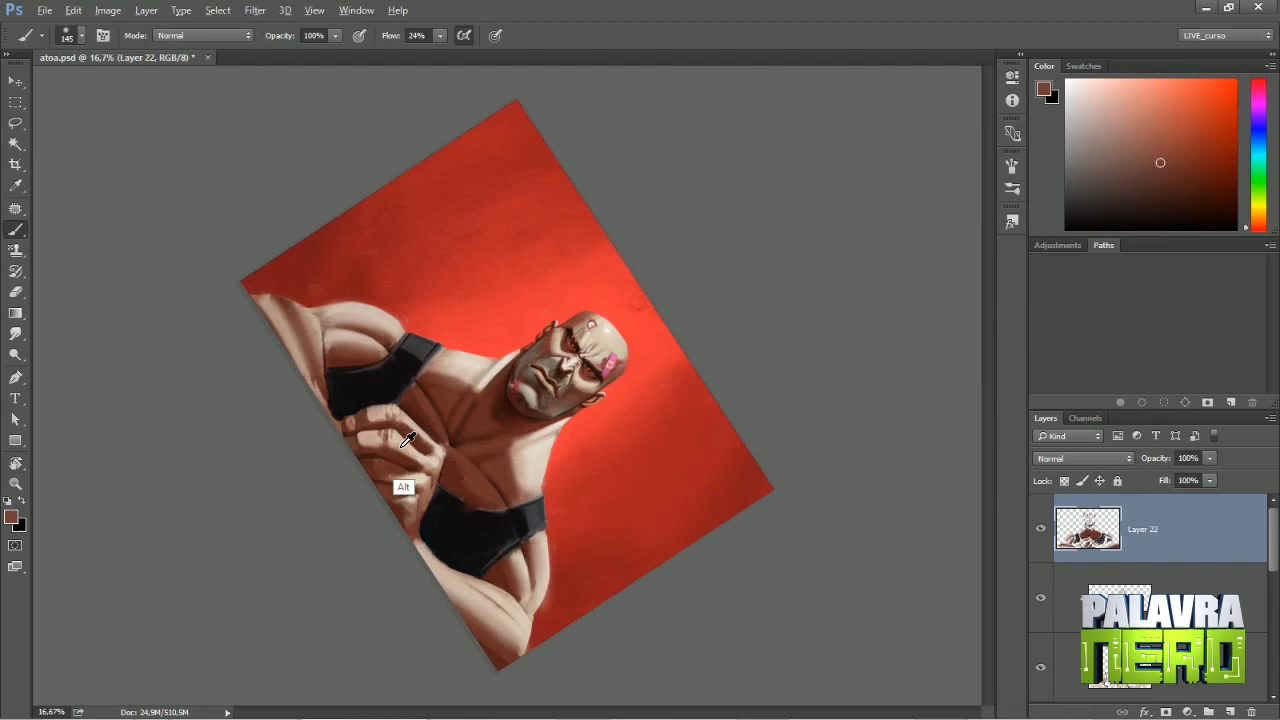 Ps File Edit Image Layer Type Select Filter 3D View Window Help
145 Mode: Normal Opacity: 100% Flow: 24% LIVE_curso
atoa.psd @ 16,7% (Layer 22, RGB/8) * ×
Color Swatches
Adjustments Paths
Layers Channels
Kind
Normal Opacity: 100%
Lock: Fill: 100%
Layer 22
Alt
PALAVRA
NERD
16,67% Doc: 24,9M/510,5M